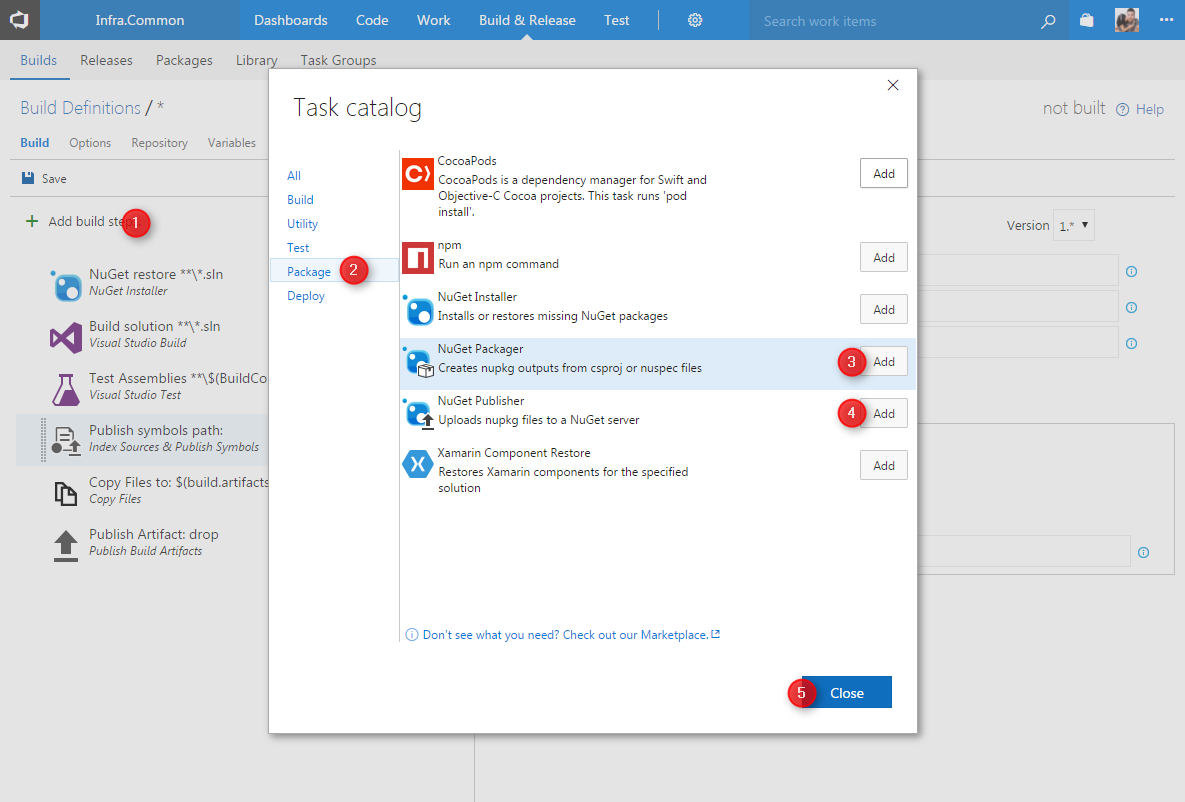 Infra.Common
Dashboards
Code
Work
Build & Release
Test
Search work items
Builds
Releases
Packages
Library
Task Groups
Build Definitions / *
not built
Help
Build
Options
Repository
Variables
Save
Add build step
1
Version
1.*
NuGet restore **\*.sln
NuGet Installer
Build solution **\*.sln
Visual Studio Build
Test Assemblies **\$(BuildCo
Visual Studio Test
Publish symbols path:
Index Sources & Publish Symbols
Copy Files to: $(build.artifacts
Copy Files
Publish Artifact: drop
Publish Build Artifacts
Task catalog
All
Build
Utility
Test
Package
2
Deploy
CocoaPods
CocoaPods is a dependency manager for Swift and
Objective-C Cocoa projects. This task runs 'pod
install'.
Add
npm
Run an npm command
Add
NuGet Installer
Installs or restores missing NuGet packages
Add
NuGet Packager
Creates nupkg outputs from csproj or nuspec files
3
Add
NuGet Publisher
Uploads nupkg files to a NuGet server
4
Add
Xamarin Component Restore
Restores Xamarin components for the specified
solution
Add
Don't see what you need? Check out our Marketplace.
5
Close